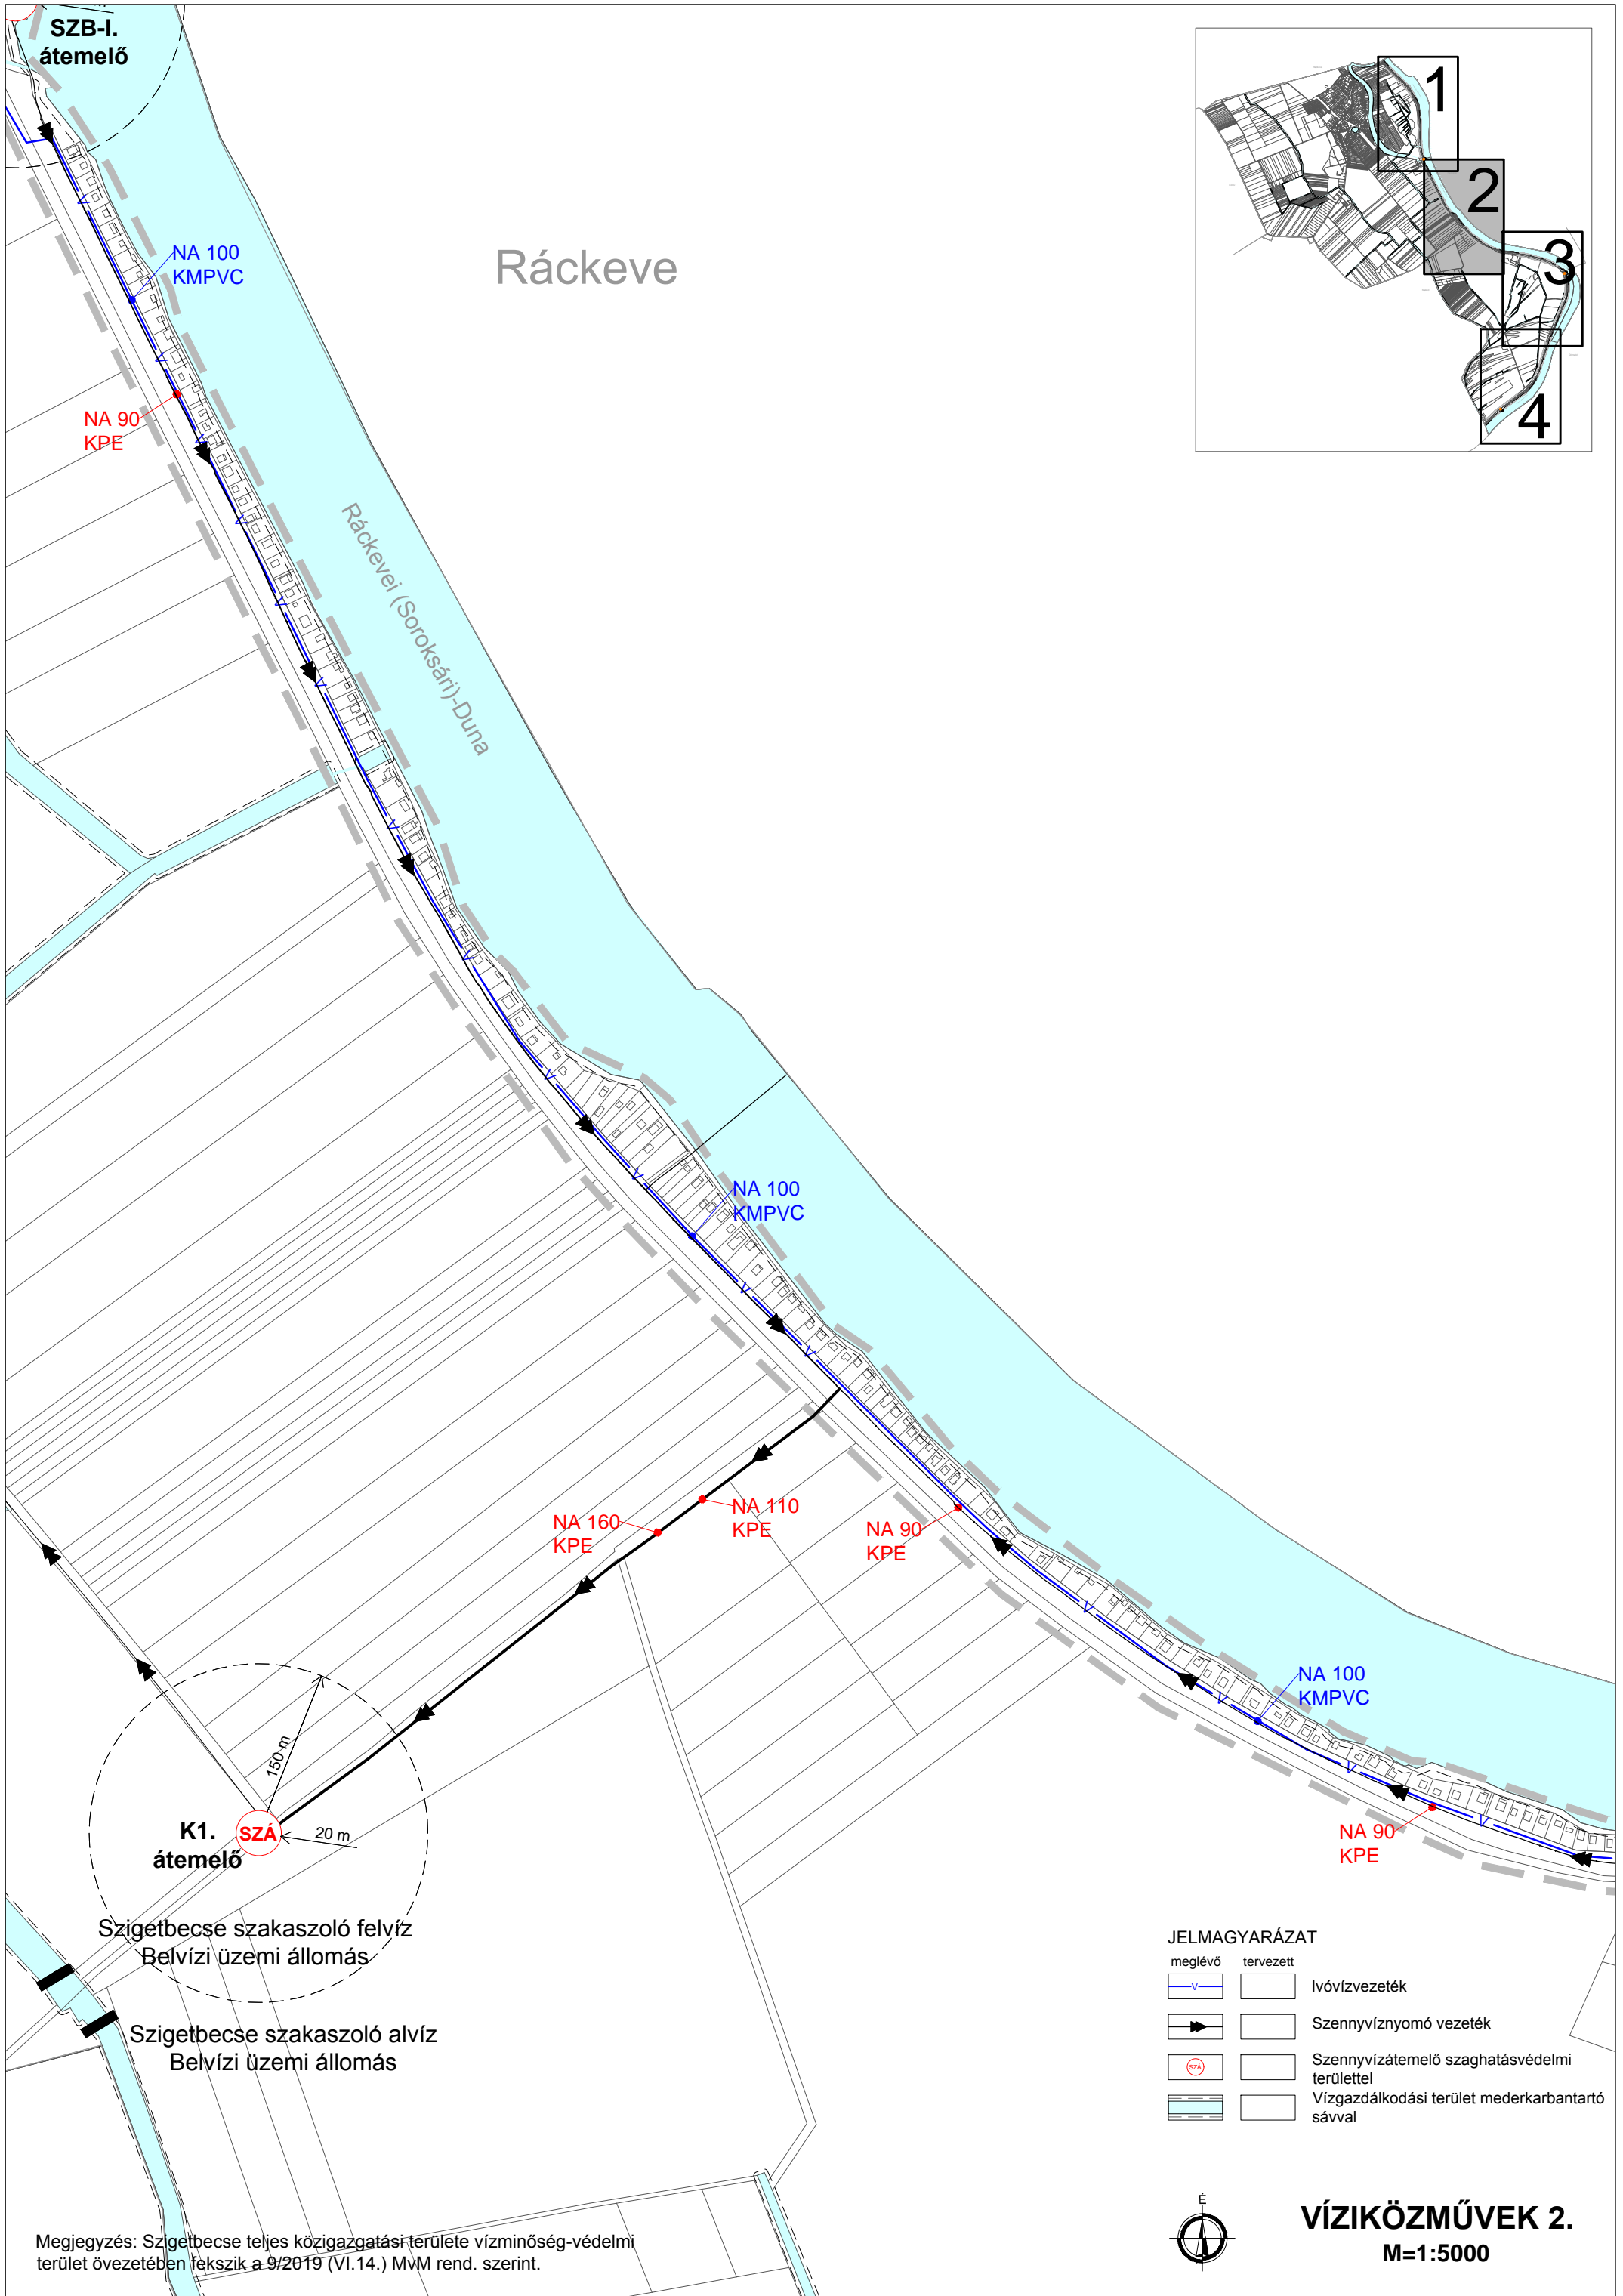 SZB-I.
átemelő
1
2
3
4
NA 100
KMPVC
Ráckeve
NA 90
KPE
Ráckevei (Soroksári)-Duna
NA 100
KMPVC
NA 160
KPE
NA 110
KPE
NA 90
KPE
NA 100
KMPVC
150 m
K1.
átemelő
SZÁ
20 m
NA 90
KPE
Szigetbecse szakaszoló felvíz
Belvízi üzemi állomás
Szigetbecse szakaszoló alvíz
Belvízi üzemi állomás
JELMAGYARÁZAT
meglévő tervezett
V Ivóvízvezeték
Szennyvíznyomó vezeték
SZÁ Szennyvízátemelő szaghatásvédelmi
területtel
Vízgazdálkodási terület mederkarbantartó
sávval
É
VÍZIKÖZMŰVEK 2.
M=1:5000
Megjegyzés: Szigetbecse teljes közigazgatási területe vízminőség-védelmi
terület övezetében fekszik a 9/2019 (VI.14.) MvM rend. szerint.